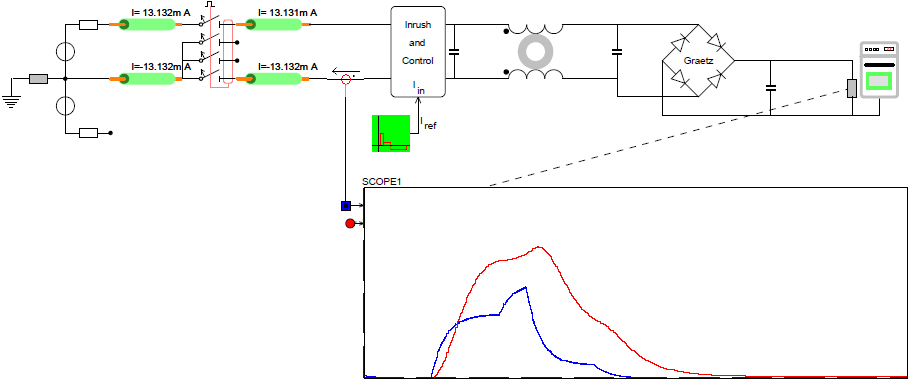 I= 13.132m A
I= 13.131m A
I=-13.132m A
I=-13.132m A
Inrush
and
Control
I in
I ref
Graetz
SCOPE1